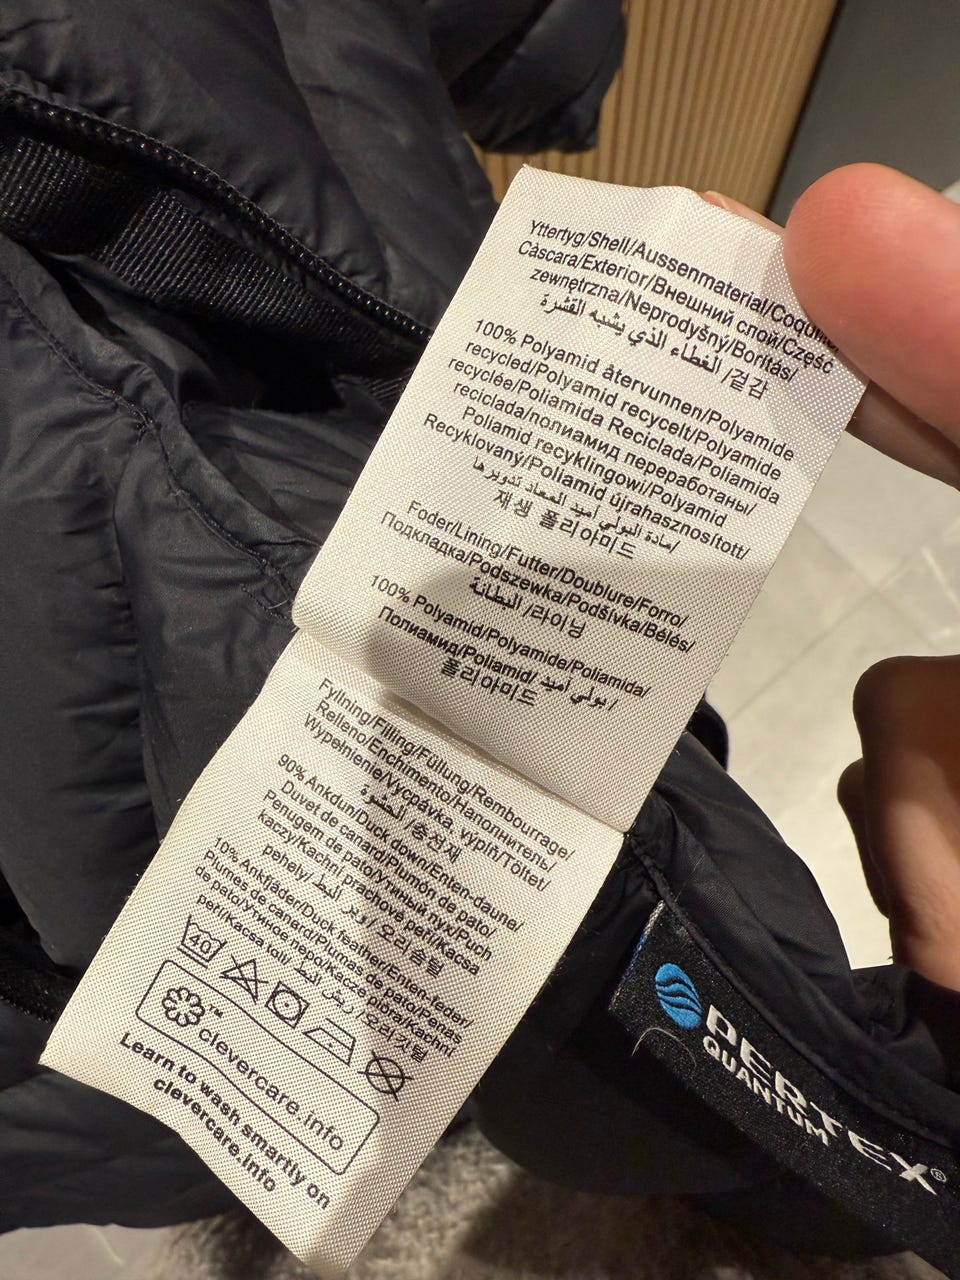 Yttertyg/Shell/Aussenmaterial/
Cáscara/Exterior/Внешний слой/Część
zewnętrzna/Neprodyšný/Borítás/
الغطاء الذي يشبه القشرة /겉감
100% Polyamid återvunnen/Polyamide
recycled/Polyamid recycelt/Polyamide
recyclée/Poliamida Reciclada/Poliamida
reciclada/полиамид переработаны/
Poliamid recyklingowi/Polyamid
Recyklovaný/Poliamid újrahasznosított/
مادة البولي أميد المعاد تدويرها/
재생 폴리아미드
Foder/Lining/Futter/Doublure/Forro/
Подкладка/Podszewka/Podšívka/Bélés/
البطانة /라이닝
100% Polyamid/Polyamide/Poliamida/
Полиамид/Poliamid/ بولي أميد /
폴리아미드
Fyllning/Filling/Füllung/Rembourrage/
Relleno/Enchimento/Наполнитель/
Wypełnienie/Vycpávka, výplň/Töltet/
الحشرة /충전재
90% Ankdun/Duck down/Enten-daune/
Duvet de canard/Plumón de pato/
Penugem de pato/Утиный пух/Puch
kaczy/Kachní prachové peří/Kacsa
pehely/ وبر البط /오리솜털
10% Ankfjäder/Duck feather/Enten-feder/
Plumes de canard/Plumas de pato/Penas
de pato/Утиное перо/Kacze pióra/Kachní
peří/Kacsa toll/ ريش البط /오리깃털
40
clevercare.info
Learn to wash smartly on
clevercare.info
PERTEX®
QUANTUM